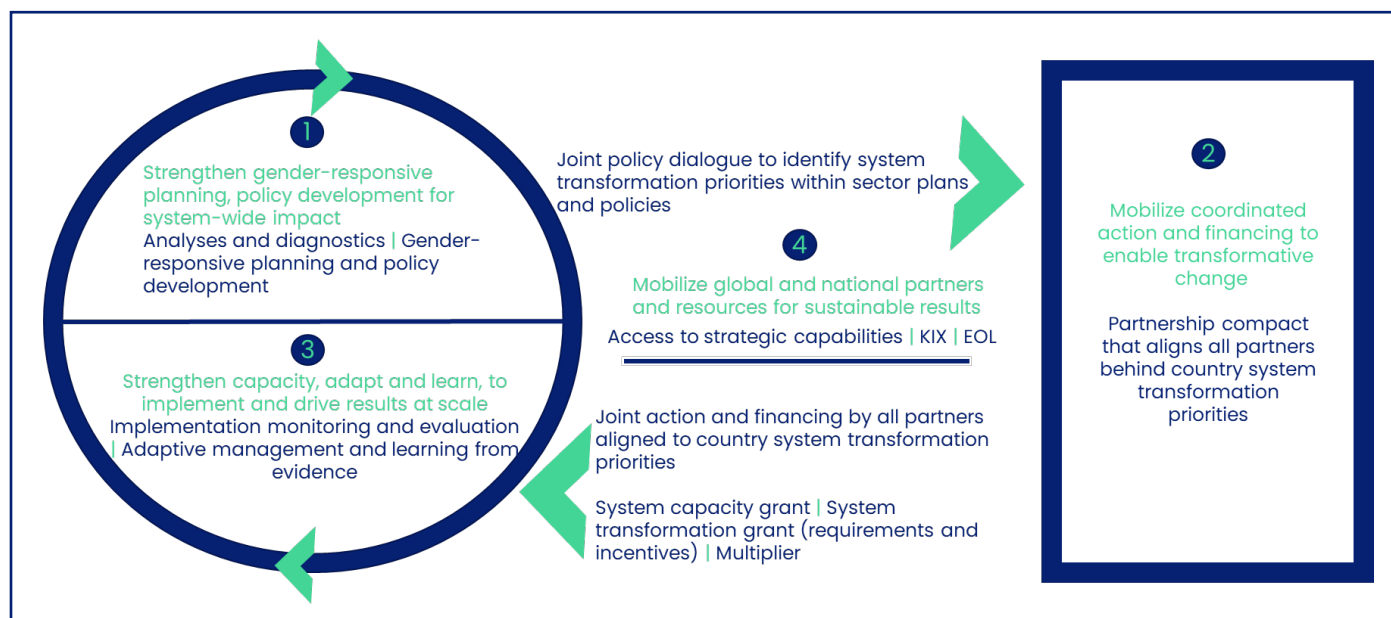 1
Strengthen gender-responsive
planning, policy development for
system-wide impact
Analyses and diagnostics | Gender-
responsive planning and policy
development
3
Strengthen capacity, adapt and learn, to
implement and drive results at scale
Implementation monitoring and evaluation
| Adaptive management and learning from
evidence
Joint policy dialogue to identify system
transformation priorities within sector plans
and policies
4
Mobilize global and national partners
and resources for sustainable results
Access to strategic capabilities | KIX | EOL
Joint action and financing by all partners
aligned to country system transformation
priorities
System capacity grant | System
transformation grant (requirements and
incentives) | Multiplier
2
Mobilize coordinated
action and financing to
enable transformative
change
Partnership compact
that aligns all partners
behind country system
transformation
priorities